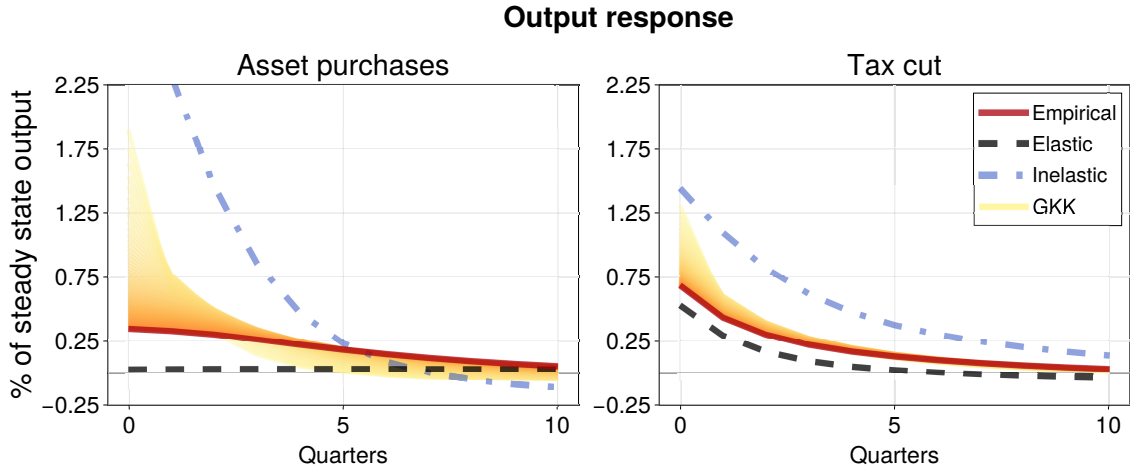 Output response
Asset purchases
Tax cut
% of steady state output
2.25
1.75
1.25
0.75
0.25
−0.25
0
5
10
Quarters
2.25
1.75
1.25
0.75
0.25
−0.25
0
5
10
Quarters
Empirical
Elastic
Inelastic
GKK